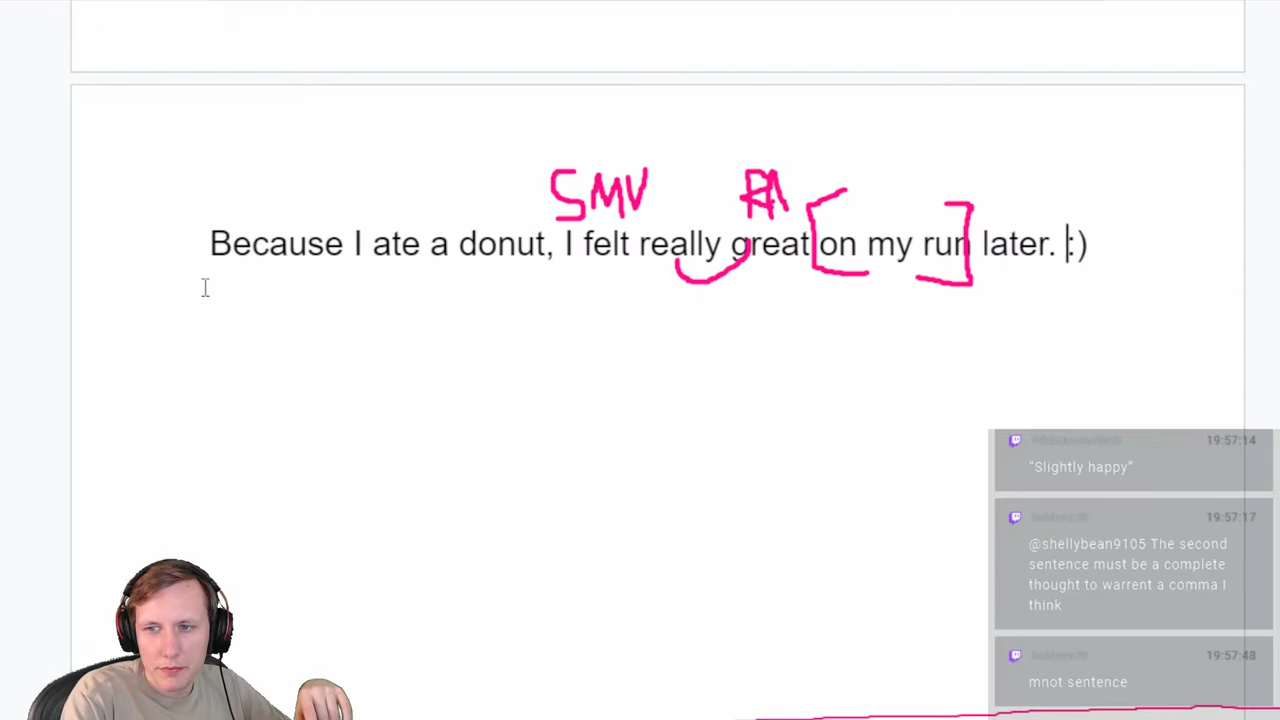 SMV PA
Because I ate a donut, I felt really great on my run later. :)
19:57:14
"Slightly happy"
19:57:17
@shellybean9105 The second
sentence must be a complete
thought to warrent a comma I
think
19:57:48
mnot sentence